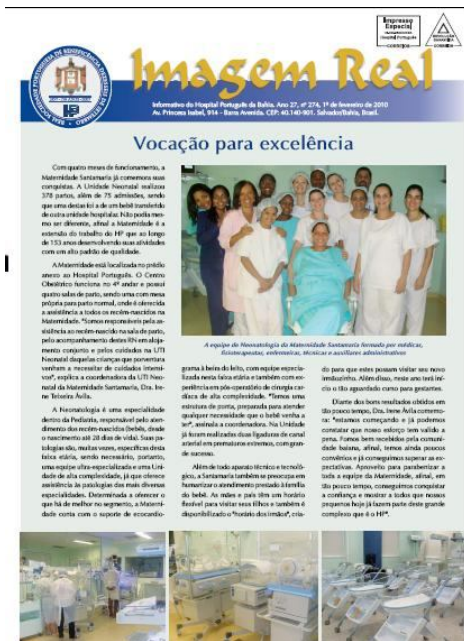 Impresso
Especial
Hospital Português
CORREIOS
DEVOLUÇÃO
GARANTIDA
CORREIOS
Imagem Real
Informativo do Hospital Português da Bahia. Ano 27, nº 274, 1º de fevereiro de 2010
Av. Princesa Isabel, 914 - Barra Avenida. CEP: 40.140-901. Salvador/Bahia, Brasil.
Vocação para excelência
Com quatro meses de funcionamento, a
Maternidade Santamaria já comemora suas
conquistas. A Unidade Neonatal realizou
378 partos, além de 75 admissões, sendo
que uma destas foi a de um bebê transferido
de outra unidade hospitalar. Não podia mes-
mo ser diferente, afinal a Maternidade é a
extensão do trabalho do HP que ao longo
de 153 anos desenvolvendo suas atividades
com um alto padrão de qualidade.
A Maternidade está localizada no prédio
anexo ao Hospital Português. O Centro
Obstétrico funciona no 4º andar e possui
quatro salas de parto, sendo uma com mesa
própria para parto normal, onde é oferecida
a assistência a todos os recém-nascidos na
Maternidade. "Somos responsáveis pela as-
sistência ao recém-nascido na sala de parto,
pelo acompanhamento destes RN em aloja-
mento conjunto e pelos cuidados na UTI
Neonatal daquelas crianças que porventura
venham a necessitar de cuidados intensi-
vos", explica a coordenadora da UTI Neo-
natal da Maternidade Santamaria, Dra. Ire-
ne Teixeira Ávila.
A Neonatologia é uma especialidade
dentro da Pediatria, responsável pelo aten-
dimento dos recém-nascidos (bebês, desde
o nascimento até 28 dias de vida). Suas pa-
tologias são, muitas vezes, específicas desta
faixa etária, sendo necessário, portanto,
uma equipe ultra-especializada e uma Uni-
dade de alta complexidade, já que oferece
assistência às patologias das mais diversas
especialidades. Determinada a oferecer o
que há de melhor no segmento, a Materni-
dade conta com o suporte de ecocardio-
A equipe de Neonatologia da Maternidade Santamaria formada por médicas,
fisioterapeutas, enfermeiras, técnicas e auxiliares administrativos
grama à beira do leito, com equipe especia-
lizada nesta faixa etária e também com ex-
periência em pós-operatório de cirurgia car-
díaca de alta complexidade. "Temos uma
estrutura de ponta, preparada para atender
qualquer necessidade que o bebê venha a
ter", assinala a coordenadora. Na Unidade
já foram realizadas duas ligaduras de canal
arterial em prematuros extremos, com gran-
de sucesso.
Além de todo aparato técnico e tecnoló-
gico, a Santamaria também se preocupa em
humanizar o atendimento prestado à família
do bebê. As mães e pais têm um horário
flexível para visitar seus filhos e também é
disponibilizado o "horário dos irmãos", cria-
do para que estes possam visitar seu novo
irmãozinho. Além disso, neste ano terá iní-
cio o tão aguardado curso para gestantes.
Diante dos bons resultados obtidos em
tão pouco tempo, Dra. Irene Ávila comemo-
ra: "estamos começando e já podemos
constatar que nosso esforço tem valido a
pena. Fomos bem recebidos pela comuni-
dade baiana, afinal, temos ainda poucos
convênios e já conseguimos superar as ex-
pectativas. Aproveito para parabenizar a
toda a equipe da Maternidade, afinal, em
tão pouco tempo, conseguimos conquistar
a confiança e mostrar a todos que nossos
pequenos hoje já fazem parte deste grande
complexo que é o HP".